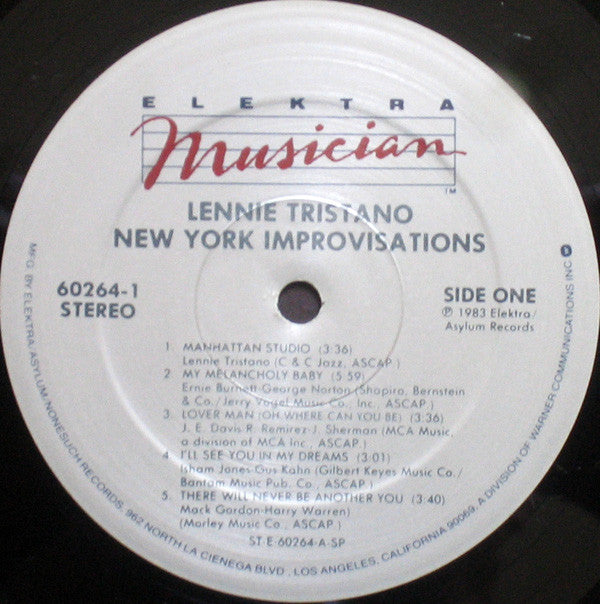 ELEKTRA
Musician
TM
LENNIE TRISTANO
NEW YORK IMPROVISATIONS
60264-1
STEREO
SIDE ONE
Ⓟ 1983 Elektra/
Asylum Records
1. MANHATTAN STUDIO (3:36)
Lennie Tristano (C & C Jazz, ASCAP)
2. MY MELANCHOLY BABY (5:59)
Ernie Burnett-George Norton (Shapiro, Bernstein
& Co./Jerry Vogel Music Co., Inc., ASCAP)
3. LOVER MAN (OH WHERE CAN YOU BE) (3:36)
J. E. Davis-R. Remirez-J. Sherman (MCA Music,
a division of MCA Inc., ASCAP)
4. I'LL SEE YOU IN MY DREAMS (3:01)
Isham Jones-Gus Kahn (Gilbert Keyes Music Co./
Bantam Music Pub. Co., ASCAP)
5. THERE WILL NEVER BE ANOTHER YOU (3:40)
Mack Gordon-Harry Warren)
(Morley Music Co., ASCAP)
ST E-60264-A-SP
MFG BY ELEKTRA/ASYLUM/NONESUCH RECORDS, 962 NORTH LA CIENEGA BLVD., LOS ANGELES, CALIFORNIA 90069. A DIVISION OF WARNER COMMUNICATIONS INC